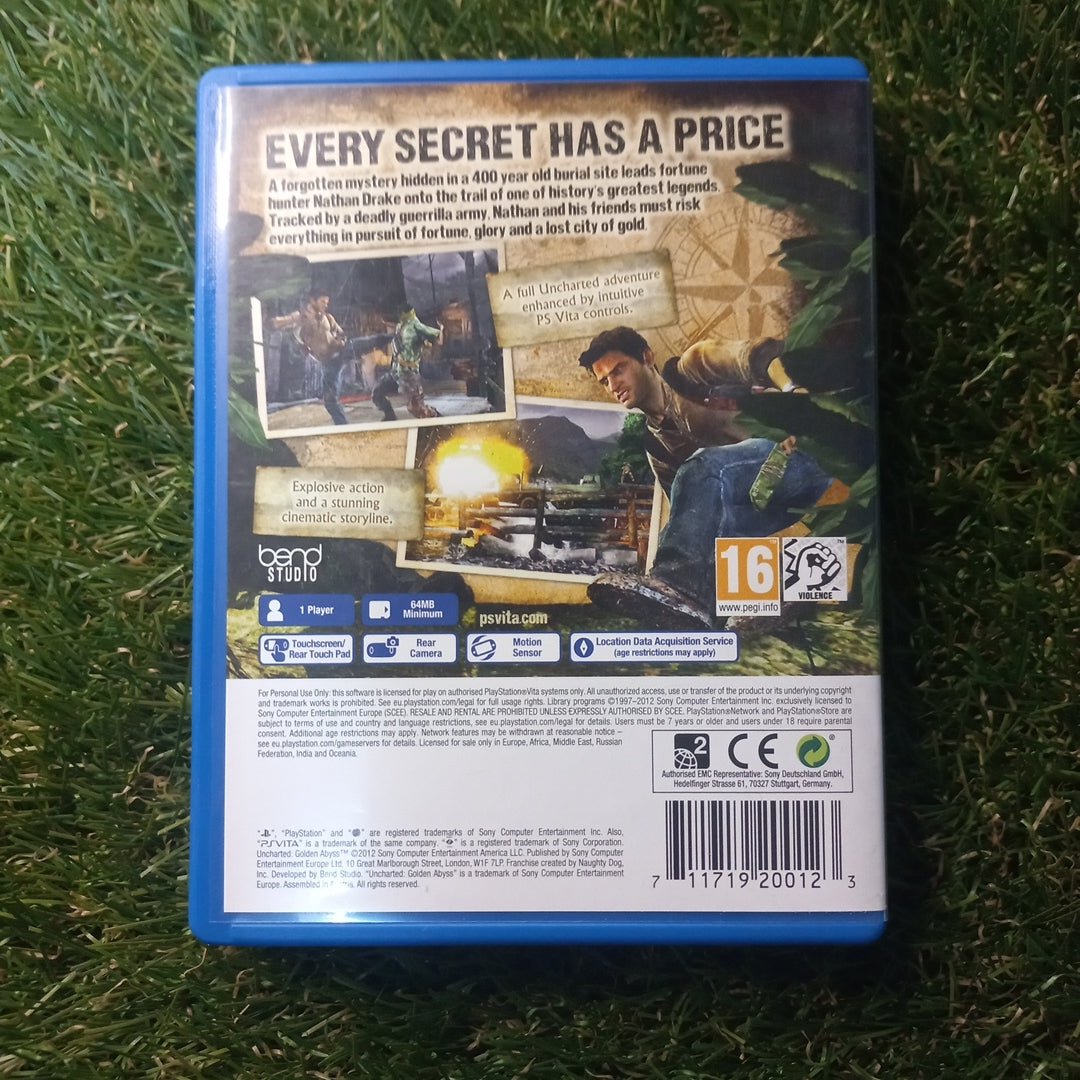 EVERY SECRET HAS A PRICE
A forgotten mystery hidden in a 400 year old burial site leads fortune
hunter Nathan Drake onto the trail of one of history's greatest legends.
Tracked by a deadly guerrilla army, Nathan and his friends must risk
everything in pursuit of fortune, glory and a lost city of gold.
A full Uncharted adventure
enhanced by intuitive
PS Vita controls.
Explosive action
and a stunning
cinematic storyline.
bend
STUDIO
16
www.pegi.info
VIOLENCE
™
1 Player
64MB
Minimum
psvita.com
Touchscreen/
Rear Touch Pad
Rear
Camera
Motion
Sensor
Location Data Acquisition Service
(age restrictions may apply)
For Personal Use Only: this software is licensed for play on authorised PlayStation®Vita systems only. All unauthorized access, use or transfer of the product or its underlying copyright
and trademark works is prohibited. See eu.playstation.com/legal for full usage rights. Library programs ©1997–2012 Sony Computer Entertainment Inc. exclusively licensed to
Sony Computer Entertainment Europe (SCEE). RESALE AND RENTAL ARE PROHIBITED UNLESS EXPRESSLY AUTHORISED BY SCEE. PlayStation®Network and PlayStation®Store are
subject to terms of use and country and language restrictions, see eu.playstation.com/legal for details. Users must be 7 years or older and users under 18 require parental
consent. Additional age restrictions may apply. Network features may be withdrawn at reasonable notice –
see eu.playstation.com/gameservers for details. Licensed for sale only in Europe, Africa, Middle East, Russian
Federation, India and Oceania.
2 CE ®
Authorised EMC Representative: Sony Deutschland GmbH,
Hedelfinger Strasse 61, 70327 Stuttgart, Germany.
" ", "PlayStation" and " " are registered trademarks of Sony Computer Entertainment Inc. Also,
"PSVITA" is a trademark of the same company. " " is a registered trademark of Sony Corporation.
Uncharted: Golden Abyss™ ©2012 Sony Computer Entertainment America LLC. Published by Sony Computer
Entertainment Europe Ltd, 10 Great Marlborough Street, London, W1F 7LP. Franchise created by Naughty Dog,
Inc. Developed by Bend Studio. "Uncharted: Golden Abyss" is a trademark of Sony Computer Entertainment
Europe. Assembled in All rights reserved.
7 11719 20012 3